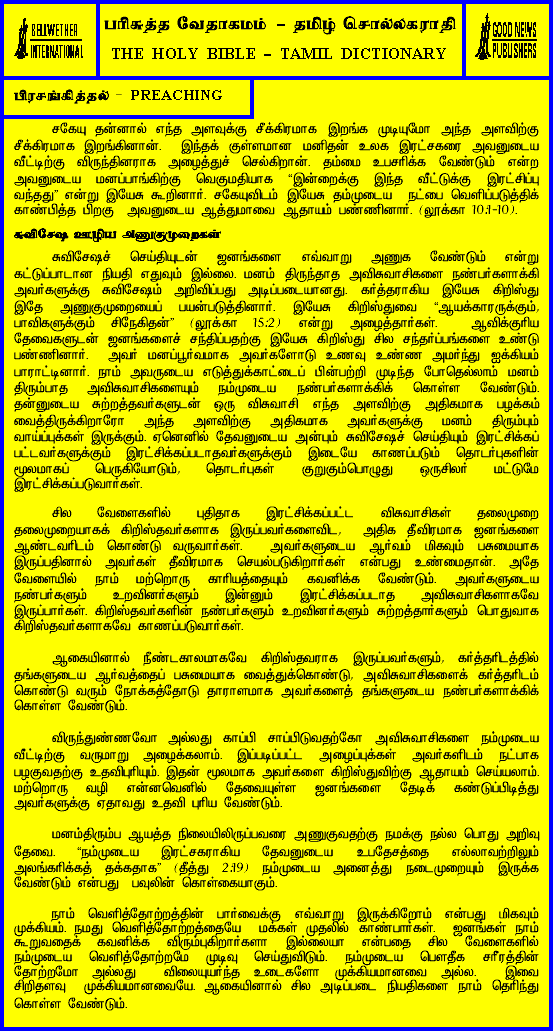 BELLWETHER
INTERNATIONAL
பரிசுத்த வேதாகமம் – தமிழ் சொல்லகராதி
THE HOLY BIBLE – TAMIL DICTIONARY
GOOD NEWS
PUBLISHERS
பிரசங்கித்தல் – PREACHING
சகேயு தன்னால் எந்த அளவுக்கு சீக்கிரமாக இறங்க முடியுமோ அந்த அளவிற்கு
சீக்கிரமாக இறங்கினான். இந்தக் குள்ளமான மனிதன் உலக இரட்சகரை அவனுடைய
வீட்டிற்கு விருந்தினராக அழைத்துச் செல்கிறான். தம்மை உபசரிக்க வேண்டும் என்ற
அவனுடைய மனப்பாங்கிற்கு வெகுமதியாக “இன்றைக்கு இந்த வீட்டுக்கு இரட்சிப்பு
வந்தது” என்று இயேசு கூறினார். சகேயுவிடம் இயேசு தம்முடைய நட்பை வெளிப்படுத்திக்
காண்பித்த பிறகு அவனுடைய ஆத்துமாவை ஆதாயம் பண்ணினார். (லூக்கா 10:1-10).
சுவிசேஷ ஊழிய அணுகுமுறைகள்
சுவிசேஷச் செய்தியுடன் ஜனங்களை எவ்வாறு அணுக வேண்டும் என்று
கட்டுப்பாடான நியதி எதுவும் இல்லை. மனம் திருந்தாத அவிசுவாசிகளை நண்பர்களாக்கி
அவர்களுக்கு சுவிசேஷம் அறிவிப்பது அடிப்படையானது. கர்த்தராகிய இயேசு கிறிஸ்து
இதே அணுகுமுறையைப் பயன்படுத்தினார். இயேசு கிறிஸ்துவை “ஆயக்காரருக்கும்,
பாவிகளுக்கும் சிநேகிதன்” (லூக்கா 15:2) என்று அழைத்தார்கள். ஆவிக்குரிய
தேவைகளுடன் ஜனங்களைச் சந்திப்பதற்கு இயேசு கிறிஸ்து சில சந்தர்ப்பங்களை உண்டு
பண்ணினார். அவர் மனப்பூர்வமாக அவர்களோடு உணவு உண்ண அமர்ந்து ஐக்கியம்
பாராட்டினார். நாம் அவருடைய எடுத்துக்காட்டைப் பின்பற்றி முடிந்த போதெல்லாம் மனம்
திரும்பாத அவிசுவாசிகளையும் நம்முடைய நண்பர்களாக்கிக் கொள்ள வேண்டும்.
தன்னுடைய சுற்றத்தவர்களுடன் ஒரு விசுவாசி எந்த அளவிற்கு அதிகமாக பழக்கம்
வைத்திருக்கிறாரோ அந்த அளவிற்கு அதிகமாக அவர்களுக்கு மனம் திரும்பும்
வாய்ப்புக்கள் இருக்கும். ஏனெனில் தேவனுடைய அன்பும் சுவிசேஷச் செய்தியும் இரட்சிக்கப்
பட்டவர்களுக்கும் இரட்சிக்கப்படாதவர்களுக்கும் இடையே காணப்படும் தொடர்புகளின்
மூலமாகப் பெருகியோடும், தொடர்புகள் குறுகும்பொழுது ஒருசிலர் மட்டுமே
இரட்சிக்கப்படுவார்கள்.
சில வேளைகளில் புதிதாக இரட்சிக்கப்பட்ட விசுவாசிகள் தலைமுறை
தலைமுறையாகக் கிறிஸ்தவர்களாக இருப்பவர்களைவிட, அதிக தீவிரமாக ஜனங்களை
ஆண்டவரிடம் கொண்டு வருவார்கள். அவர்களுடைய ஆர்வம் மிகவும் பசுமையாக
இருப்பதினால் அவர்கள் தீவிரமாக செயல்படுகிறார்கள் என்பது உண்மைதான். அதே
வேளையில் நாம் மற்றொரு காரியத்தையும் கவனிக்க வேண்டும். அவர்களுடைய
நண்பர்களும் உறவினர்களும் இன்னும் இரட்சிக்கப்படாத அவிசுவாசிகளாகவே
இருப்பார்கள். கிறிஸ்தவர்களின் நண்பர்களும் உறவினர்களும் சுற்றத்தார்களும் பொதுவாக
கிறிஸ்தவர்களாகவே காணப்படுவார்கள்.
ஆகையினால் நீண்டகாலமாகவே கிறிஸ்தவராக இருப்பவர்களும், கர்த்தரிடத்தில்
தங்களுடைய ஆர்வத்தைப் பசுமையாக வைத்துக்கொண்டு, அவிசுவாசிகளைக் கர்த்தரிடம்
கொண்டு வரும் நோக்கத்தோடு தாராளமாக அவர்களைத் தங்களுடைய நண்பர்களாக்கிக்
கொள்ள வேண்டும்.
விருந்துண்ணவோ அல்லது காப்பி சாப்பிடுவதற்கோ அவிசுவாசிகளை நம்முடைய
வீட்டிற்கு வருமாறு அழைக்கலாம். இப்படிப்பட்ட அழைப்புக்கள் அவர்களிடம் நட்பாக
பழகுவதற்கு உதவிபுரியும். இதன் மூலமாக அவர்களை கிறிஸ்துவிற்கு ஆதாயம் செய்யலாம்.
மற்றொரு வழி என்னவெனில் தேவையுள்ள ஜனங்களை தேடிக் கண்டுப்பிடித்து
அவர்களுக்கு ஏதாவது உதவி புரிய வேண்டும்.
மனம்திரும்ப ஆயத்த நிலையிலிருப்பவரை அணுகுவதற்கு நமக்கு நல்ல பொது அறிவு
தேவை. “நம்முடைய இரட்சகராகிய தேவனுடைய உபதேசத்தை எல்லாவற்றிலும்
அலங்கரிக்கத் தக்கதாக” (தீத்து 2:19) நம்முடைய அனைத்து நடைமுறையும் இருக்க
வேண்டும் என்பது பவுலின் கொள்கையாகும்.
நாம் வெளித்தோற்றத்தின் பார்வைக்கு எவ்வாறு இருக்கிறோம் என்பது மிகவும்
முக்கியம். நமது வெளித்தோற்றத்தையே மக்கள் முதலில் காண்பார்கள். ஜனங்கள் நாம்
கூறுவதைக் கவனிக்க விரும்புகிறார்களா இல்லையா என்பதை சில வேளைகளில்
நம்முடைய வெளித்தோற்றமே முடிவு செய்துவிடும். நம்முடைய பௌதீக சரீரத்தின்
தோற்றமோ அல்லது விலையுயர்ந்த உடைகளோ முக்கியமானவை அல்ல. இவை
சிறிதளவு முக்கியமானவையே. ஆகையினால் சில அடிப்படை நியதிகளை நாம் தெரிந்து
கொள்ள வேண்டும்.